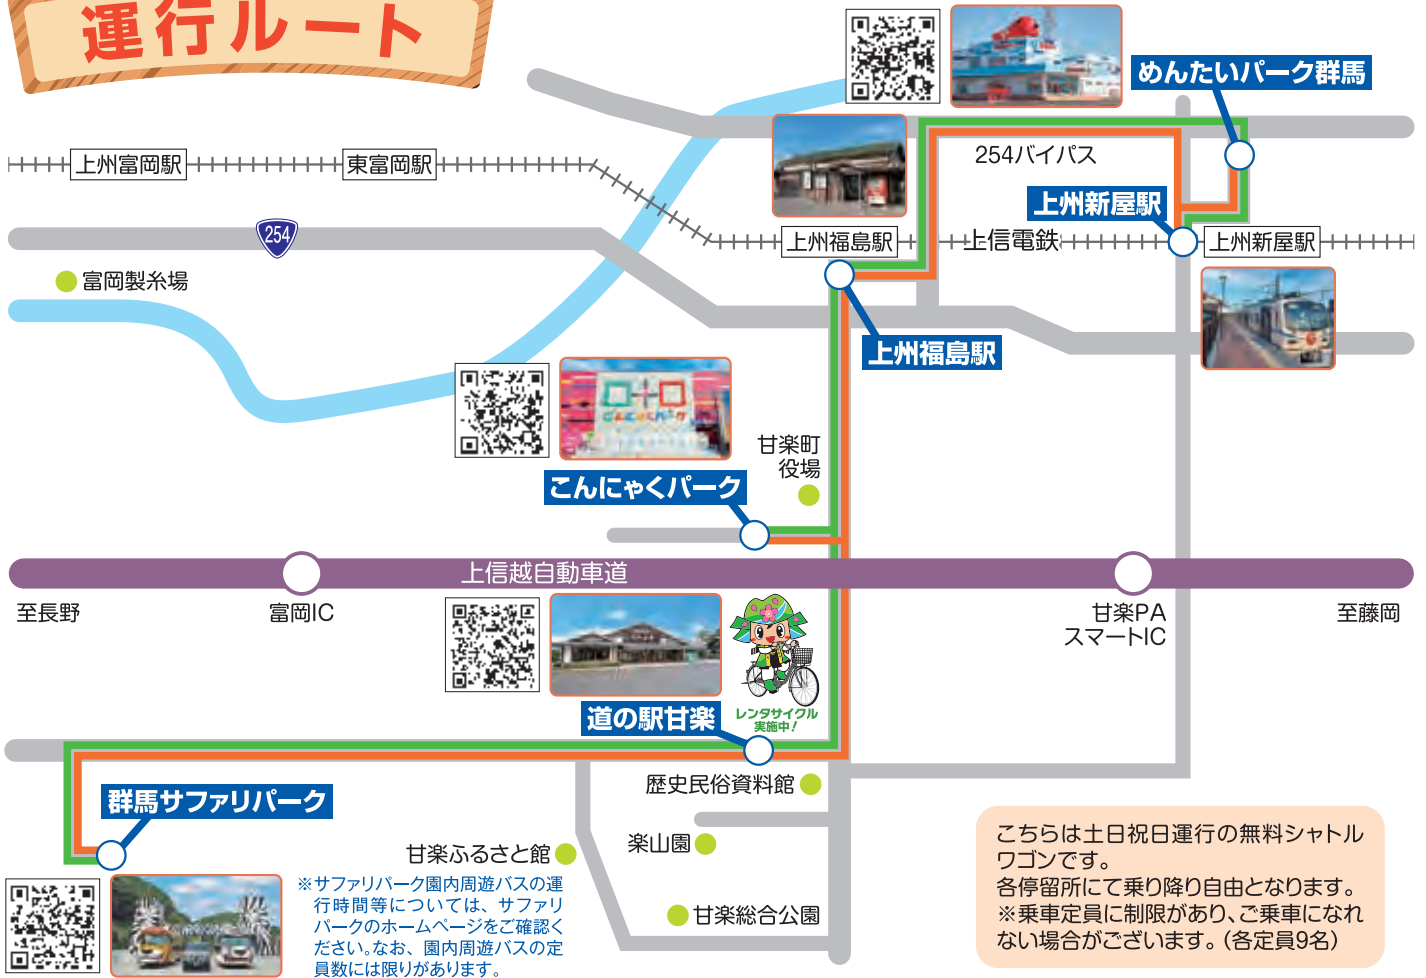 運行ルート
めんたいパーク群馬
上州富岡駅
東富岡駅
254バイパス
上州新屋駅
上州福島駅
上信電鉄
上州新屋駅
254
富岡製糸場
上州福島駅
甘楽町
役場
こんにゃくパーク
上信越自動車道
至長野
富岡IC
甘楽PA
スマートIC
至藤岡
道の駅甘楽
レンタサイクル
実施中!
群馬サファリパーク
歴史民俗資料館
楽山園
甘楽ふるさと館
甘楽総合公園
※サファリパーク園内周遊バスの運
行時間等については、サファリ
パークのホームページをご確認く
ださい。なお、園内周遊バスの定
員数には限りがあります。
こちらは土日祝日運行の無料シャトル
ワゴンです。
各停留所にて乗り降り自由となります。
※乗車定員に制限があり、ご乗車になれ
ない場合がございます。(各定員9名)